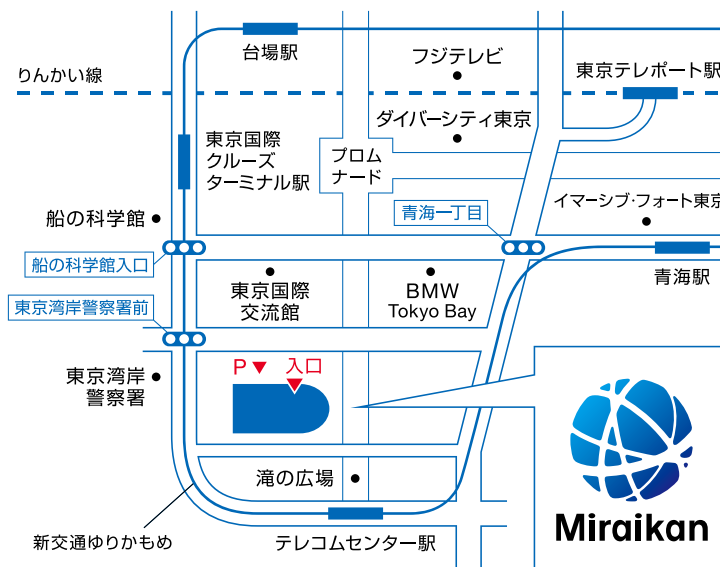 台場駅
フジテレビ
りんかい線
東京テレポート駅
ダイバーシティ東京
東京国際
クルーズ
ターミナル駅
プロム
ナード
イマーシブ・フォート東京
船の科学館
青海一丁目
船の科学館入口
青海駅
東京国際
交流館
BMW
Tokyo Bay
東京湾岸警察署前
P
入口
東京湾岸
警察署
滝の広場
新交通ゆりかもめ
テレコムセンター駅
Miraikan